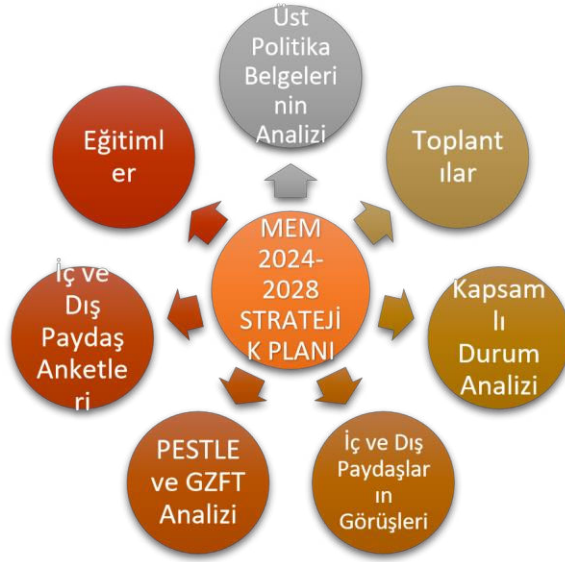 Üst
Politika
Belgeleri
nin
Analizi
Toplant
ılar
Kapsam
lı
Durum
Analizi
İç ve Dış
Paydaşlar
ın
Görüşleri
PESTLE
ve GZFT
Analizi
İç ve
Dış
Paydaş
Anketle
ri
Eğitiml
er
MEM
2024-
2028
STRATEJİ
K PLANI